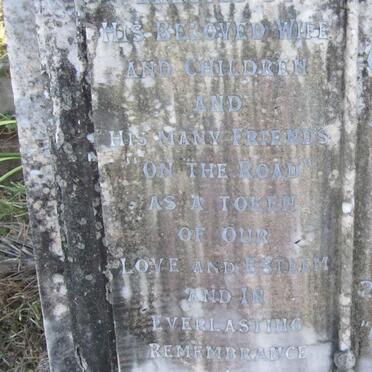 HIS BELOVED WIFE
AND CHILDREN
AND
HIS MANY FRIENDS
"ON THE ROAD"
AS A TOKEN
OF OUR
LOVE AND ESTEEM
AND IN
EVERLASTING
REMEMBRANCE